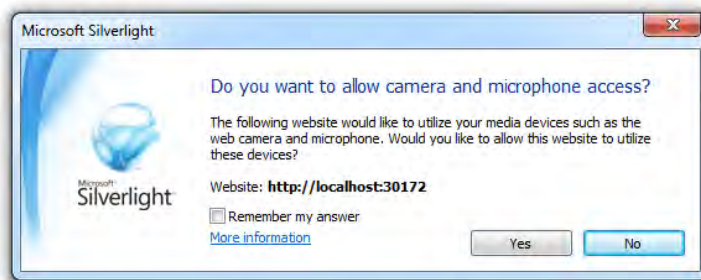 Microsoft Silverlight
Do you want to allow camera and microphone access?
The following website would like to utilize your media devices such as the
web camera and microphone. Would you like to allow this website to utilize
these devices?
Microsoft
Silverlight
Website: http://localhost:30172
Remember my answer
More information
Yes
No